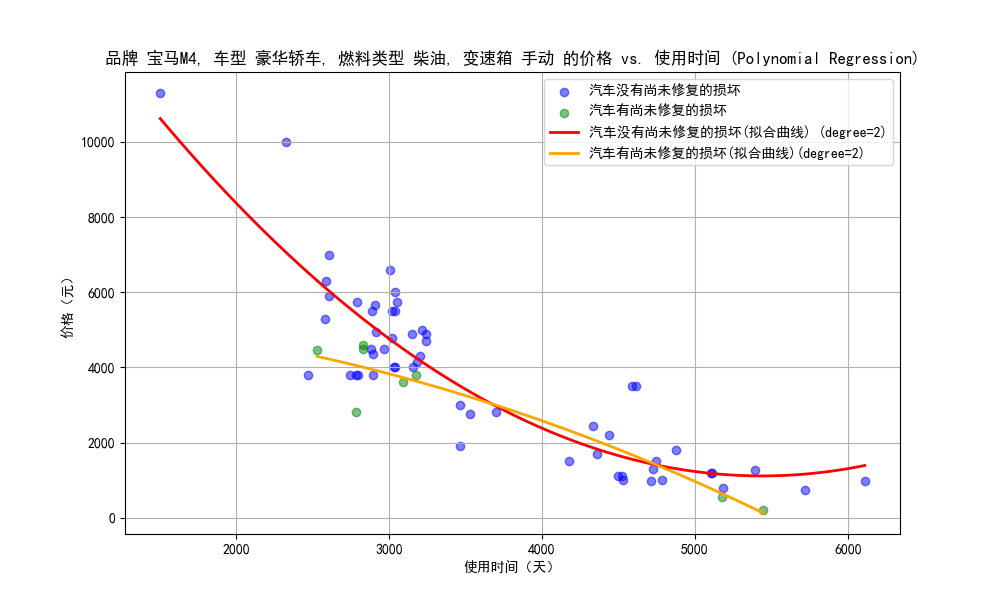 品牌 宝马M4, 车型 豪华轿车, 燃料类型 柴油, 变速箱 手动 的价格 vs. 使用时间 (Polynomial Regression)
汽车没有尚未修复的损坏
汽车有尚未修复的损坏
汽车没有尚未修复的损坏(拟合曲线) (degree=2)
汽车有尚未修复的损坏(拟合曲线)(degree=2)
价格（元）
10000
8000
6000
4000
2000
0
2000
3000
4000
5000
6000
使用时间（天）